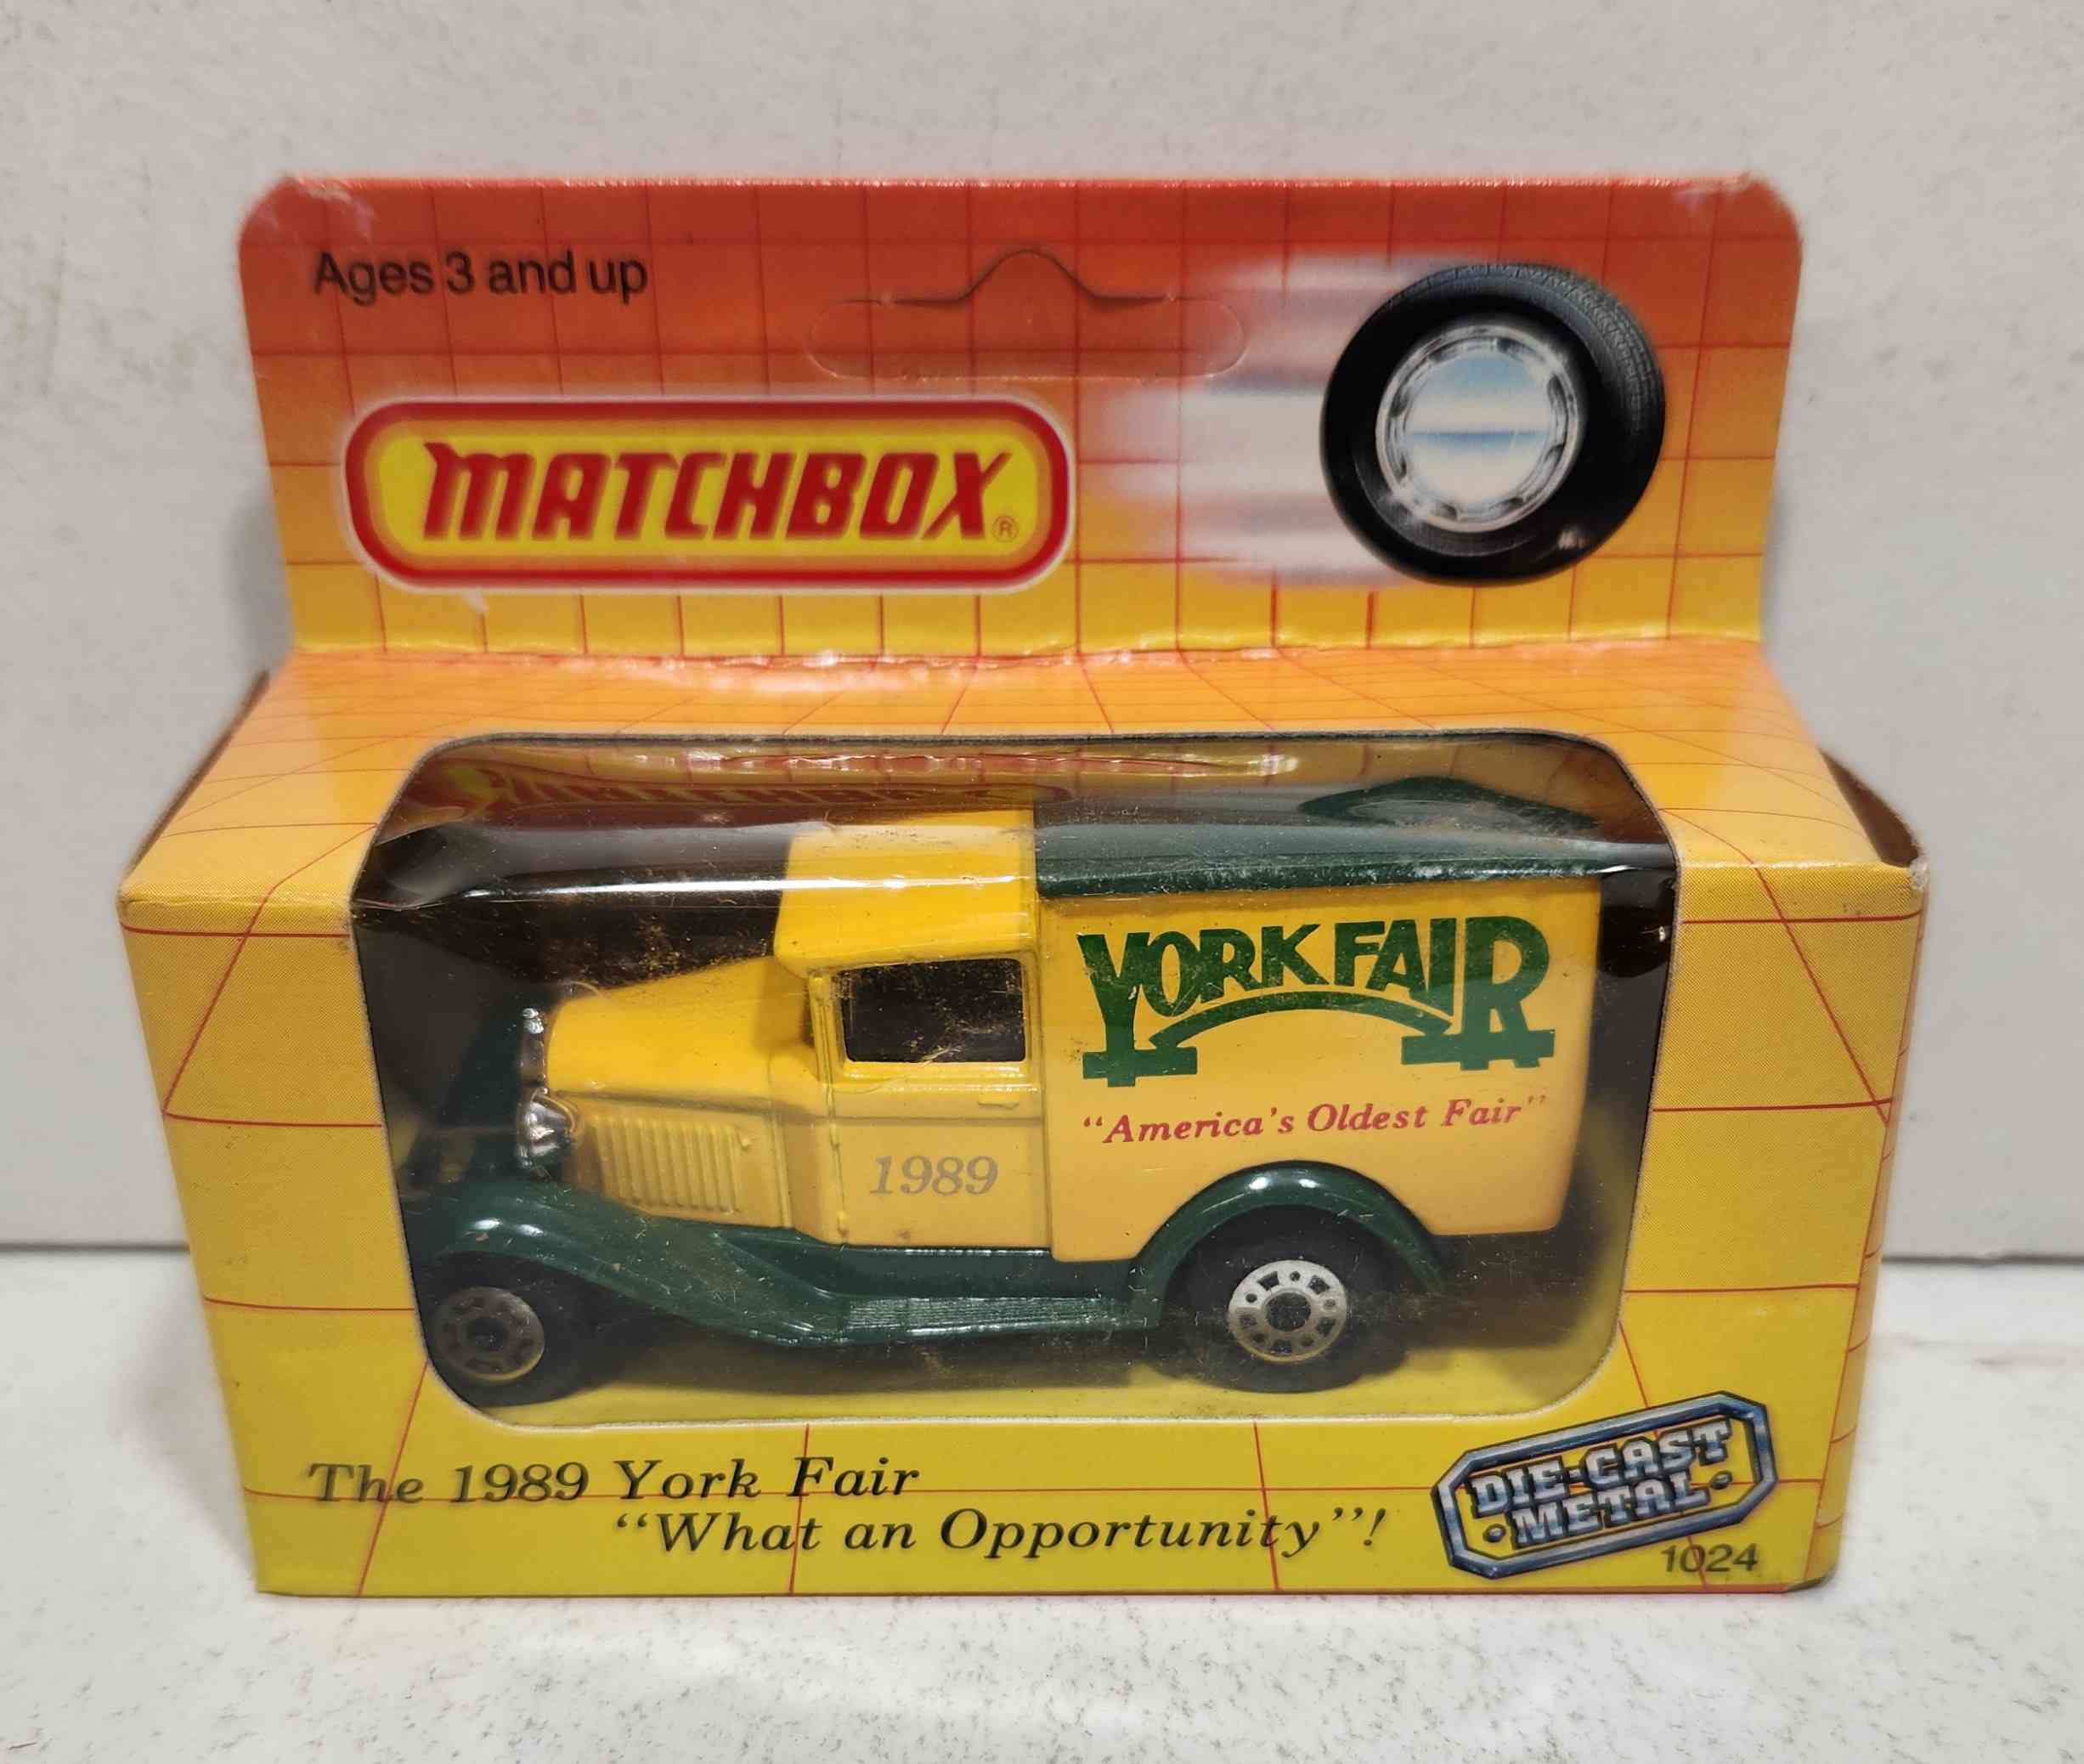 Ages 3 and up
MATCHBOX®
YORK FAIR
“America's Oldest Fair”
1989
The 1989 York Fair
“What an Opportunity”!
DIE-CAST
METAL
1024